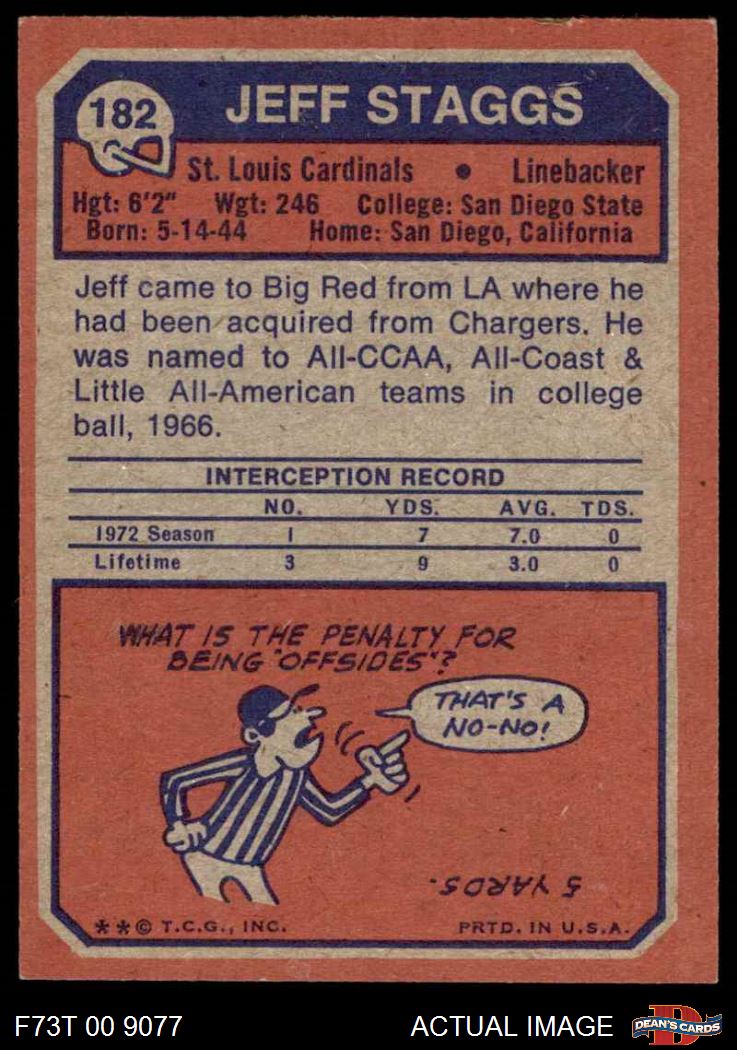 182
JEFF STAGGS
St. Louis Cardinals • Linebacker
Hgt: 6'2" Wgt: 246 College: San Diego State
Born: 5-14-44 Home: San Diego, California
Jeff came to Big Red from LA where he
had been acquired from Chargers. He
was named to All-CCAA, All-Coast &
Little All-American teams in college
ball, 1966.
INTERCEPTION RECORD
NO. YDS. AVG. TDS.
1972 Season 1 7 7.0 0
Lifetime 3 9 3.0 0
WHAT IS THE PENALTY FOR
BEING "OFFSIDES"?
THAT'S A
NO-NO!
5 YARDS.
**© T.C.G., INC. PRTD. IN U.S.A.
F73T 00 9077 ACTUAL IMAGE D
DEAN'S CARDS